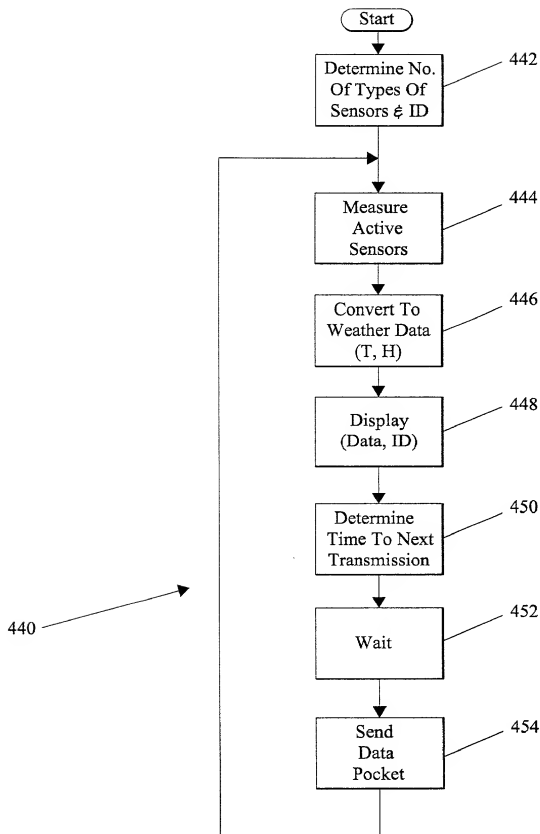 Start
Determine No.
Of Types Of
Sensors & ID
442
Measure
Active
Sensors
444
Convert To
Weather Data
(T, H)
446
Display
(Data, ID)
448
Determine
Time To Next
Transmission
450
Wait
452
Send
Data
Pocket
454
440